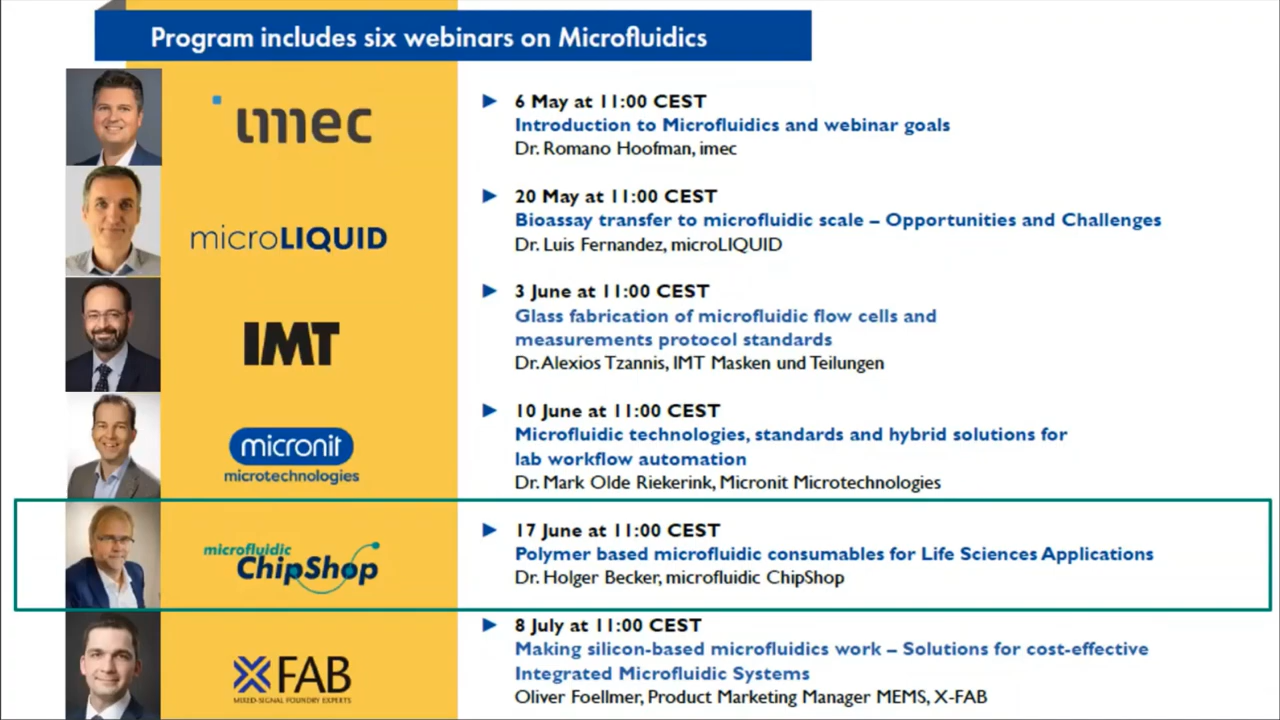 Program includes six webinars on Microfluidics
imec
6 May at 11:00 CEST
Introduction to Microfluidics and webinar goals
Dr. Romano Hoofman, imec
microLIQUID
20 May at 11:00 CEST
Bioassay transfer to microfluidic scale – Opportunities and Challenges
Dr. Luis Fernandez, microLIQUID
IMT
3 June at 11:00 CEST
Glass fabrication of microfluidic flow cells and
measurements protocol standards
Dr. Alexios Tzannis, IMT Masken und Teilungen
micronit
microtechnologies
10 June at 11:00 CEST
Microfluidic technologies, standards and hybrid solutions for
lab workflow automation
Dr. Mark Olde Riekerink, Micronit Microtechnologies
microfluidic
ChipShop
17 June at 11:00 CEST
Polymer based microfluidic consumables for Life Sciences Applications
Dr. Holger Becker, microfluidic ChipShop
XFAB
MIXED-SIGNAL FOUNDRY EXPERTS
8 July at 11:00 CEST
Making silicon-based microfluidics work – Solutions for cost-effective
Integrated Microfluidic Systems
Oliver Foellmer, Product Marketing Manager MEMS, X-FAB